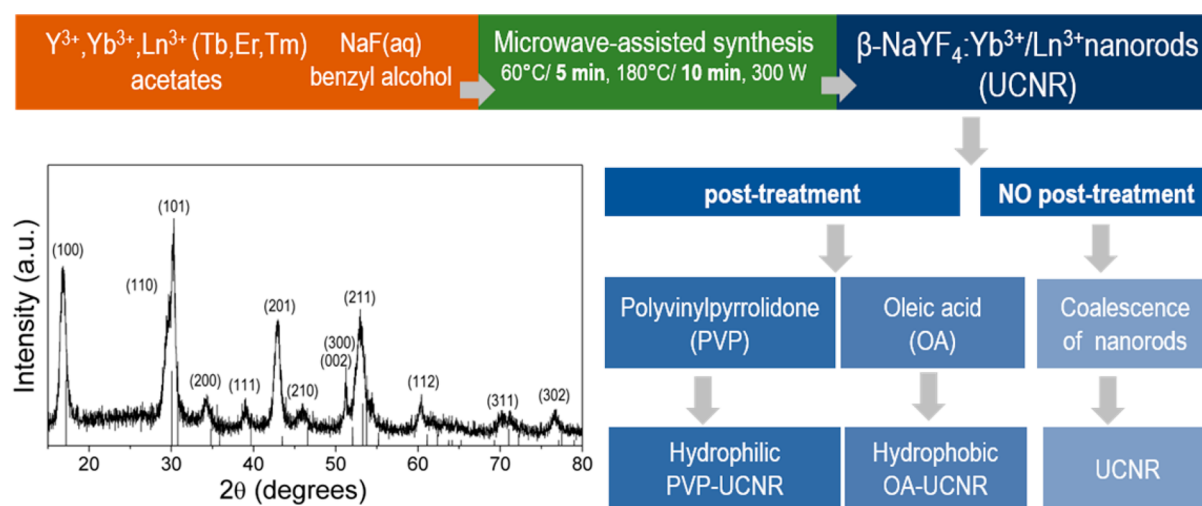 Y³⁺,Yb³⁺,Ln³⁺ (Tb,Er,Tm)
acetates
NaF(aq)
benzyl alcohol
Microwave-assisted synthesis
60°C/ 5 min, 180°C/ 10 min, 300 W
β-NaYF₄:Yb³⁺/Ln³⁺nanorods
(UCNR)
post-treatment
NO post-treatment
Polyvinylpyrrolidone
(PVP)
Oleic acid
(OA)
Coalescence
of nanorods
Hydrophilic
PVP-UCNR
Hydrophobic
OA-UCNR
UCNR
Intensity (a.u.)
(100)
(110)
(101)
(200)
(111)
(201)
(210)
(300)
(002)
(211)
(112)
(311)
(302)
20 30 40 50 60 70 80
2θ (degrees)